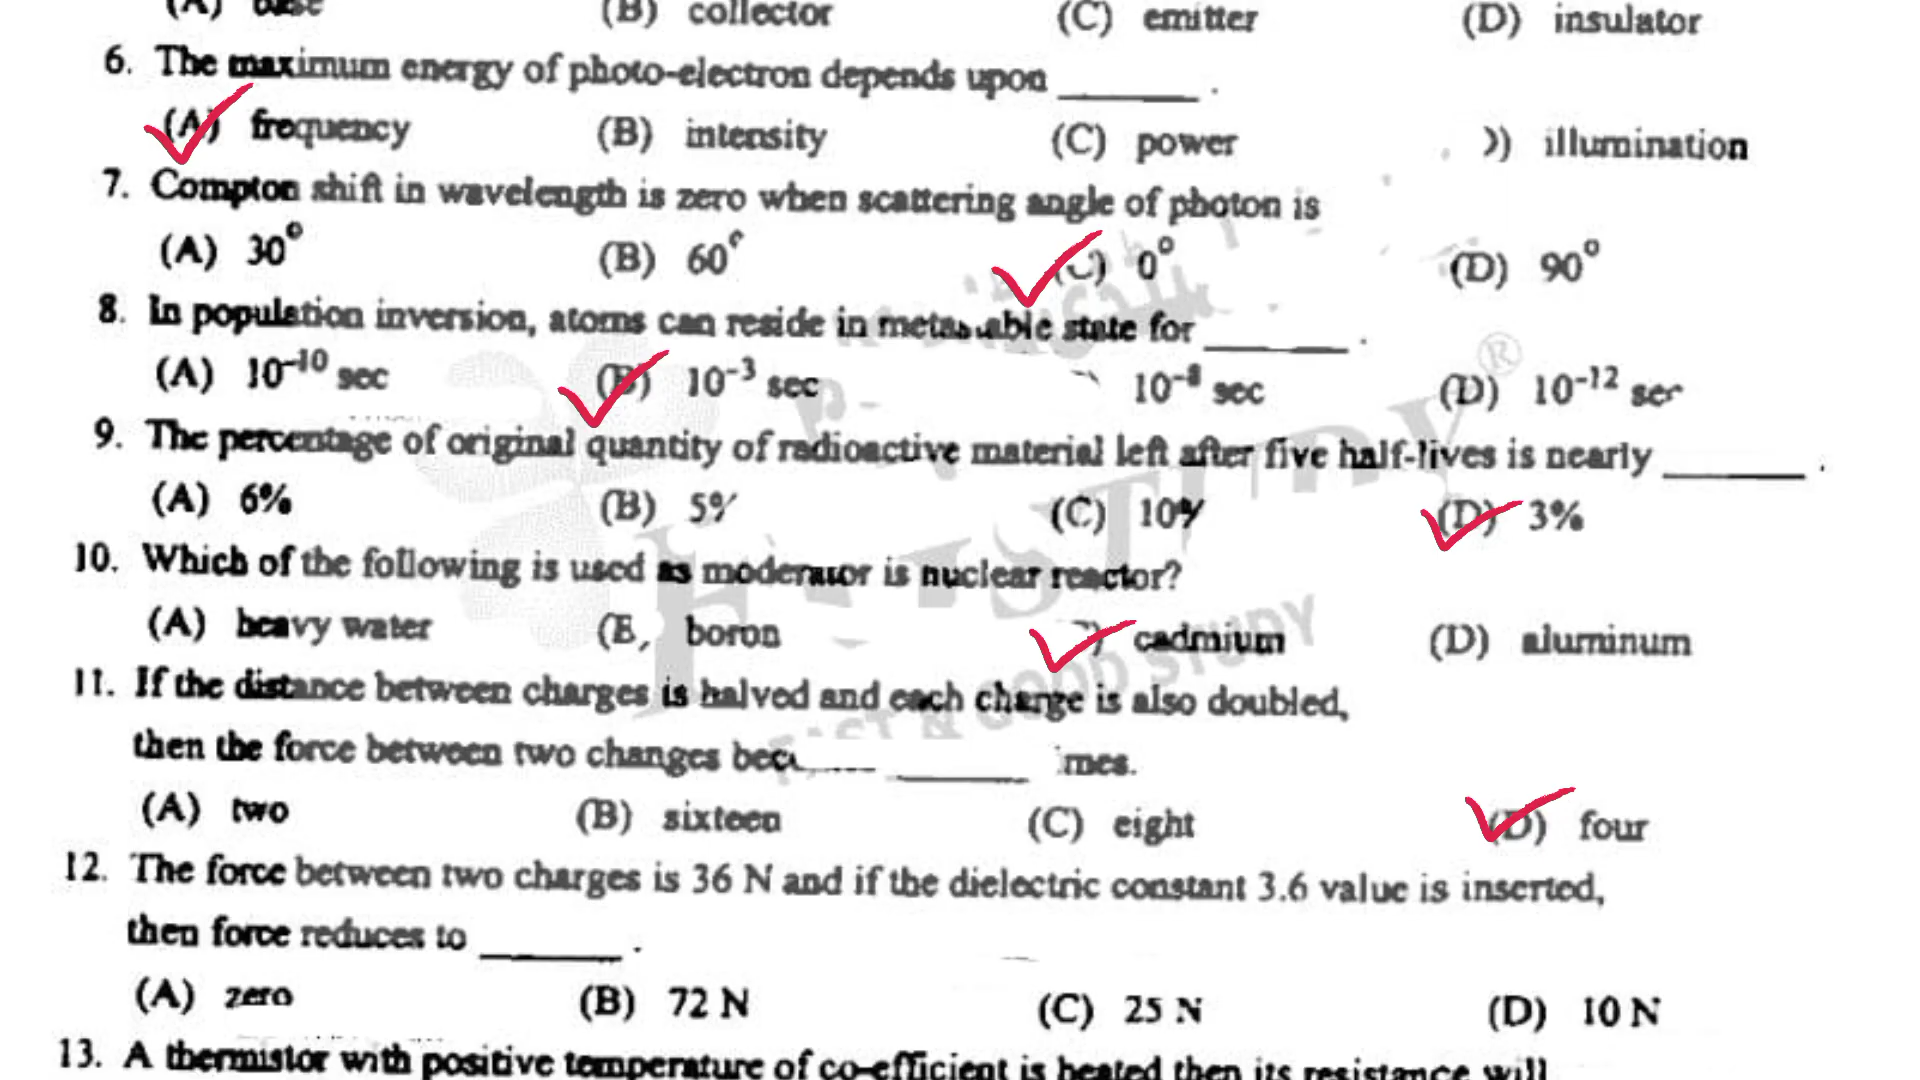 (A) base (B) collector (C) emitter (D) insulator
6. The maximum energy of photo-electron depends upon ______ .
(A) frequency (B) intensity (C) power )) illumination
7. Compton shift in wavelength is zero when scattering angle of photon is
(A) 30° (B) 60° (C) 0° (D) 90°
8. In population inversion, atoms can reside in metastable state for ______ .
(A) 10⁻¹⁰ sec (B) 10⁻³ sec 10⁻⁸ sec (D) 10⁻¹² sec
9. The percentage of original quantity of radioactive material left after five half-lives is nearly ______ .
(A) 6% (B) 5% (C) 10% (D) 3%
10. Which of the following is used as moderator is nuclear reactor?
(A) heavy water (B) boron ) cadmium (D) aluminum
11. If the distance between charges is halved and each charge is also doubled,
then the force between two changes ______
(A) two (B) sixteen (C) eight (D) four
12. The force between two charges is 36 N and if the dielectric constant 3.6 value is inserted,
then force reduces to ______ .
(A) zero (B) 72 N (C) 25 N (D) 10 N
13. A thermistor with positive temperature of co-efficient is heated then its resistance will
FAST N GOOD STUDY
®